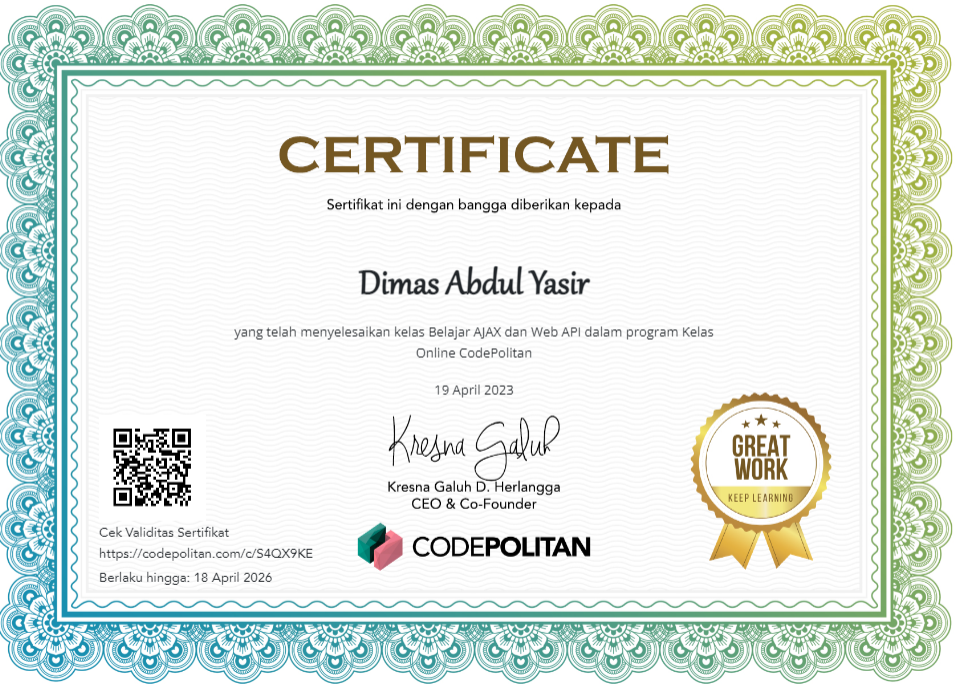 CERTIFICATE
Sertifikat ini dengan bangga diberikan kepada
Dimas Abdul Yasir
yang telah menyelesaikan kelas Belajar AJAX dan Web API dalam program Kelas
Online CodePolitan
19 April 2023
Kresna Galuh
Kresna Galuh D. Herlangga
CEO & Co-Founder
CODEPOLITAN
GREAT
WORK
KEEP LEARNING
Cek Validitas Sertifikat
https://codepolitan.com/c/S4QX9KE
Berlaku hingga: 18 April 2026